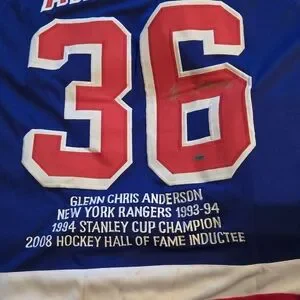 36
GLENN CHRIS ANDERSON
NEW YORK RANGERS 1993-94
1994 STANLEY CUP CHAMPION
2008 HOCKEY HALL OF FAME INDUCTEE